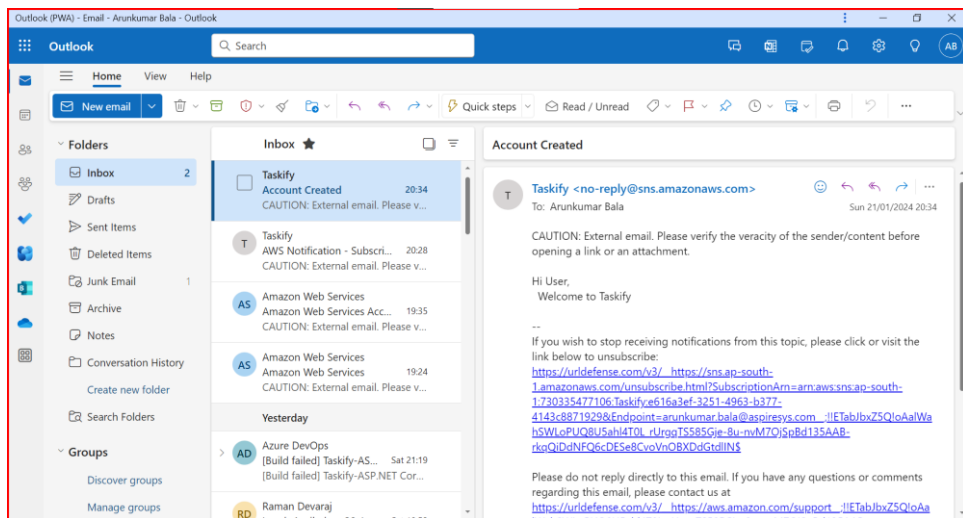 Outlook (PWA) - Email - Arunkumar Bala - Outlook
Outlook
Search
AB
Home View Help
New email
Quick steps
Read / Unread
Folders
Inbox 2
Drafts
Sent Items
Deleted Items
Junk Email 1
Archive
Notes
Conversation History
Create new folder
Search Folders
Groups
Discover groups
Manage groups
Inbox
Taskify
Account Created 20:34
CAUTION: External email. Please v...
T
Taskify
AWS Notification - Subscri... 20:28
CAUTION: External email. Please v...
AS
Amazon Web Services
Amazon Web Services Acc... 19:35
CAUTION: External email. Please v...
AS
Amazon Web Services
Amazon Web Services 19:24
CAUTION: External email. Please v...
Yesterday
AD
Azure DevOps
[Build failed] Taskify-AS... Sat 21:19
[Build failed] Taskify-ASP.NET Cor...
RD
Raman Devaraj
Account Created
T
Taskify <no-reply@sns.amazonaws.com>
To: Arunkumar Bala
Sun 21/01/2024 20:34
CAUTION: External email. Please verify the veracity of the sender/content before
opening a link or an attachment.
Hi User,
Welcome to Taskify
--
If you wish to stop receiving notifications from this topic, please click or visit the
link below to unsubscribe:
https://urldefense.com/v3/__https://sns.ap-south-
1.amazonaws.com/unsubscribe.html?SubscriptionArn=arn:aws:sns:ap-south-
1:730335477106:Taskify:e616a3ef-3251-4963-b377-
4143c8871929&Endpoint=arunkumar.bala@aspiresys.com__;!!ETabJbxZ5Q!oAalWa
hSWLoPUQ8U5ahl4T0L_rUrgqTS585Gje-8u-nvM7OjSpBd135AAB-
rkqQiDdNFQ6cDESe8CvoVnOBXDdGtdlIN$
Please do not reply directly to this email. If you have any questions or comments
regarding this email, please contact us at
https://urldefense.com/v3/__https://aws.amazon.com/support__;!!ETabJbxZ5Q!oAa